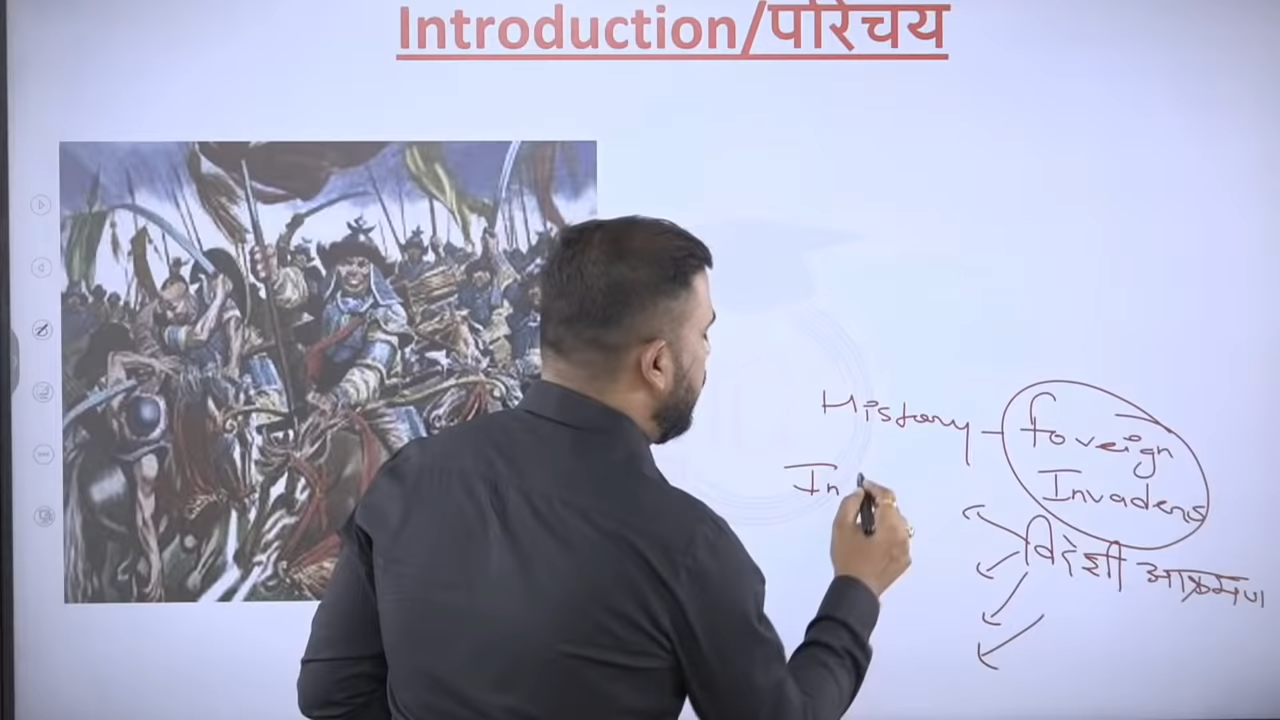 Introduction/परिचय
History - Foreign
Invaders
In
विदेशी आक्रमण